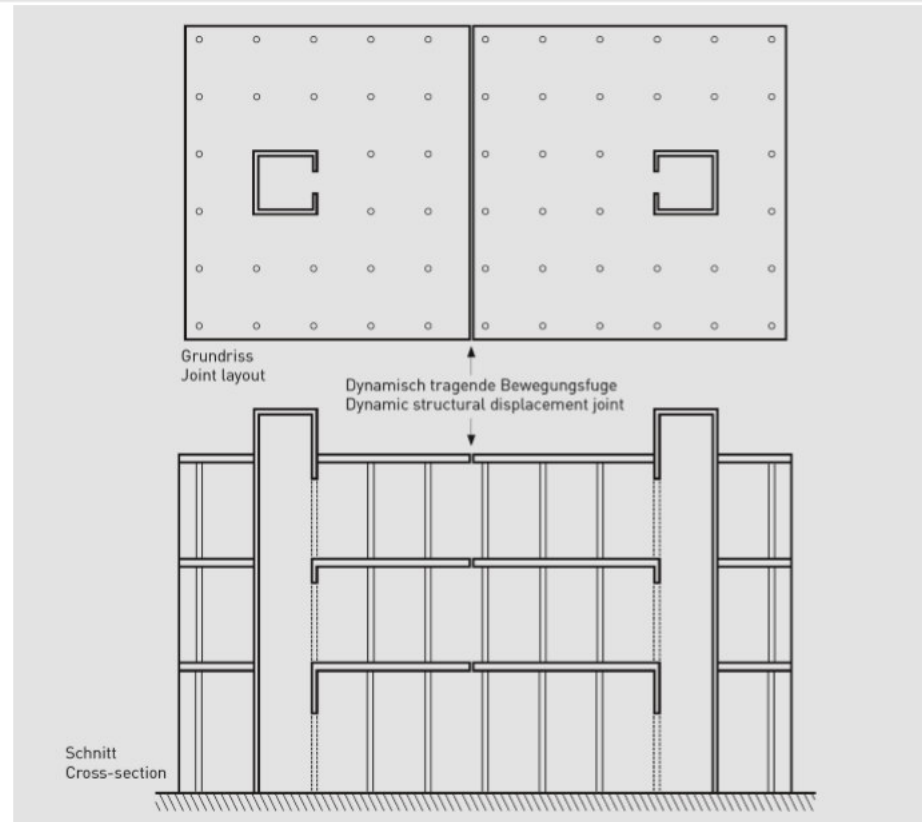 Grundriss
Joint layout
Dynamisch tragende Bewegungsfuge
Dynamic structural displacement joint
Schnitt
Cross-section